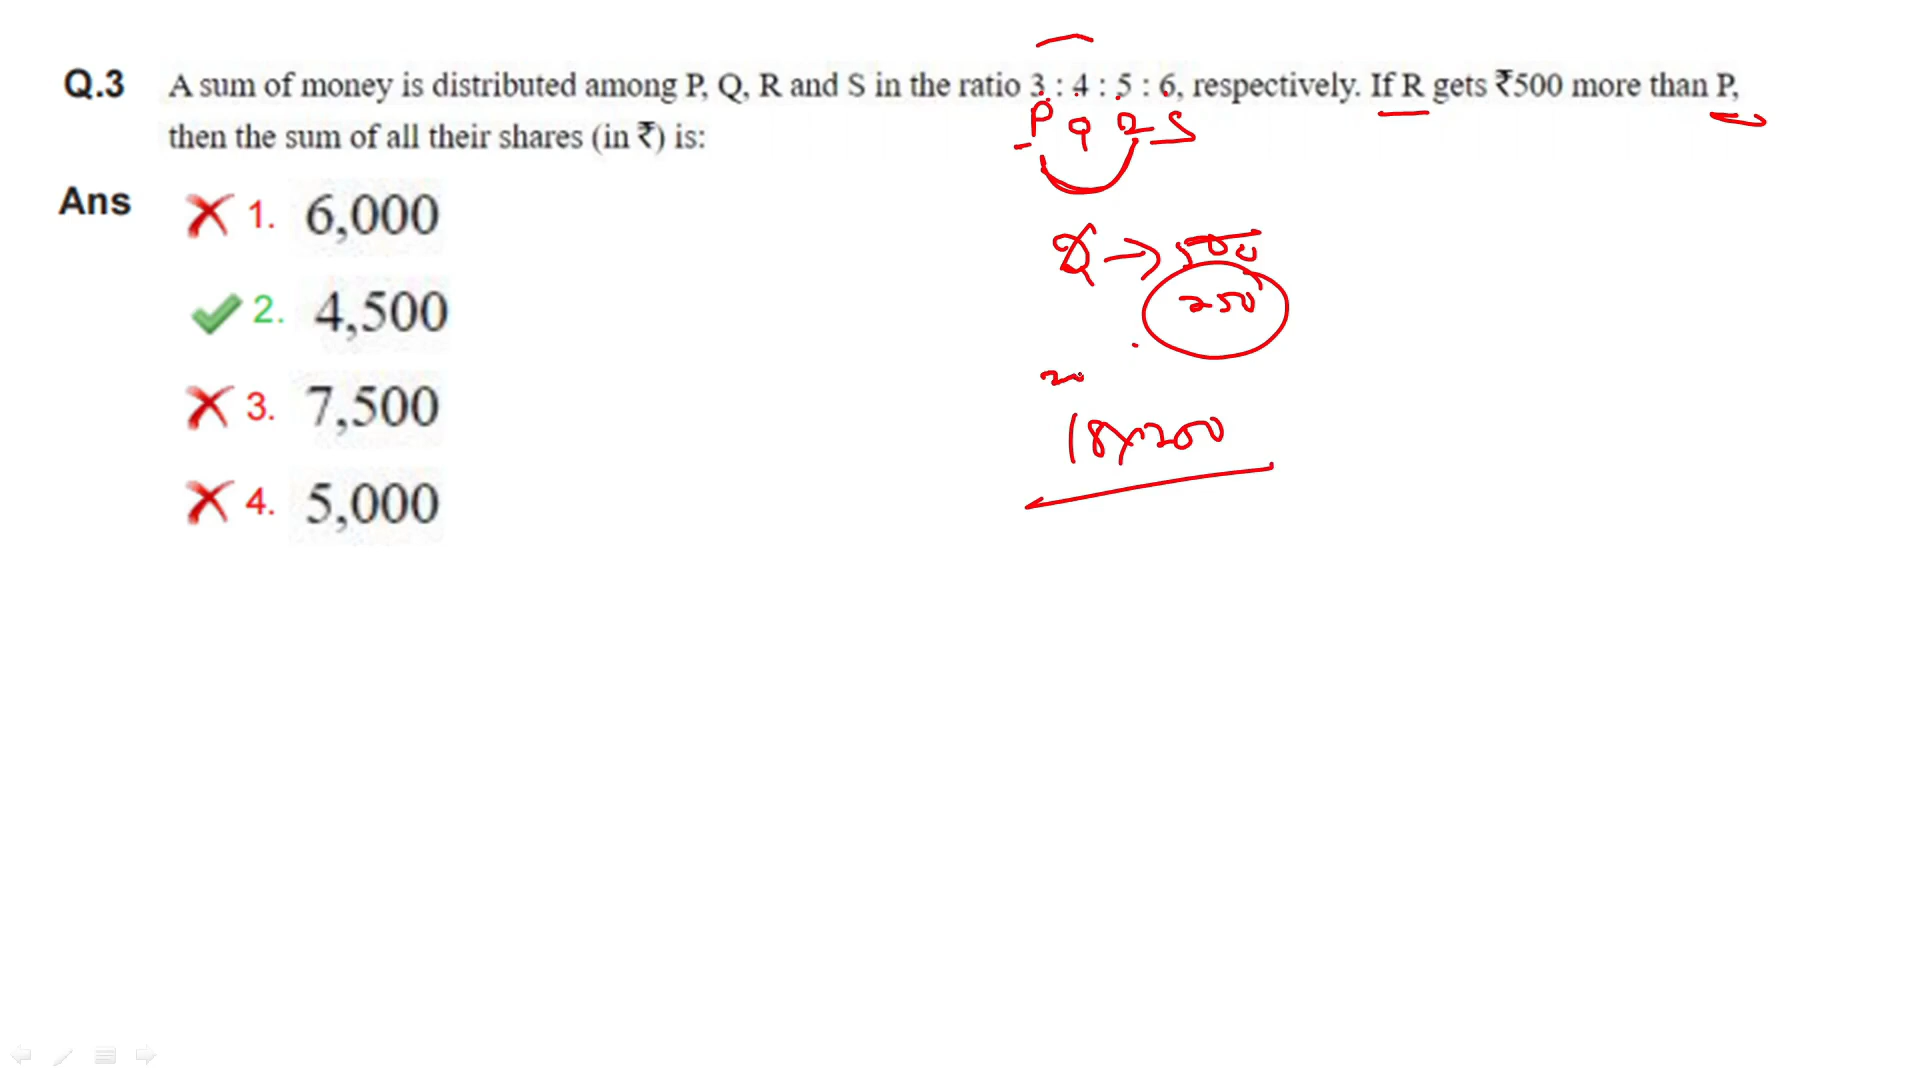 Q.3 A sum of money is distributed among P, Q, R and S in the ratio 3 : 4 : 5 : 6, respectively. If R gets ₹500 more than P,
then the sum of all their shares (in ₹) is:
P Q R S
Ans
1. 6,000
2. 4,500
3. 7,500
4. 5,000
2 → 500
250
18×250